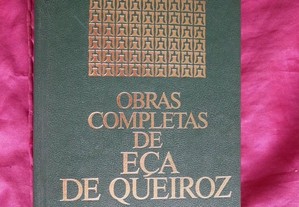 OBRAS
COMPLETAS
DE
EÇA
DE QUEIROZ